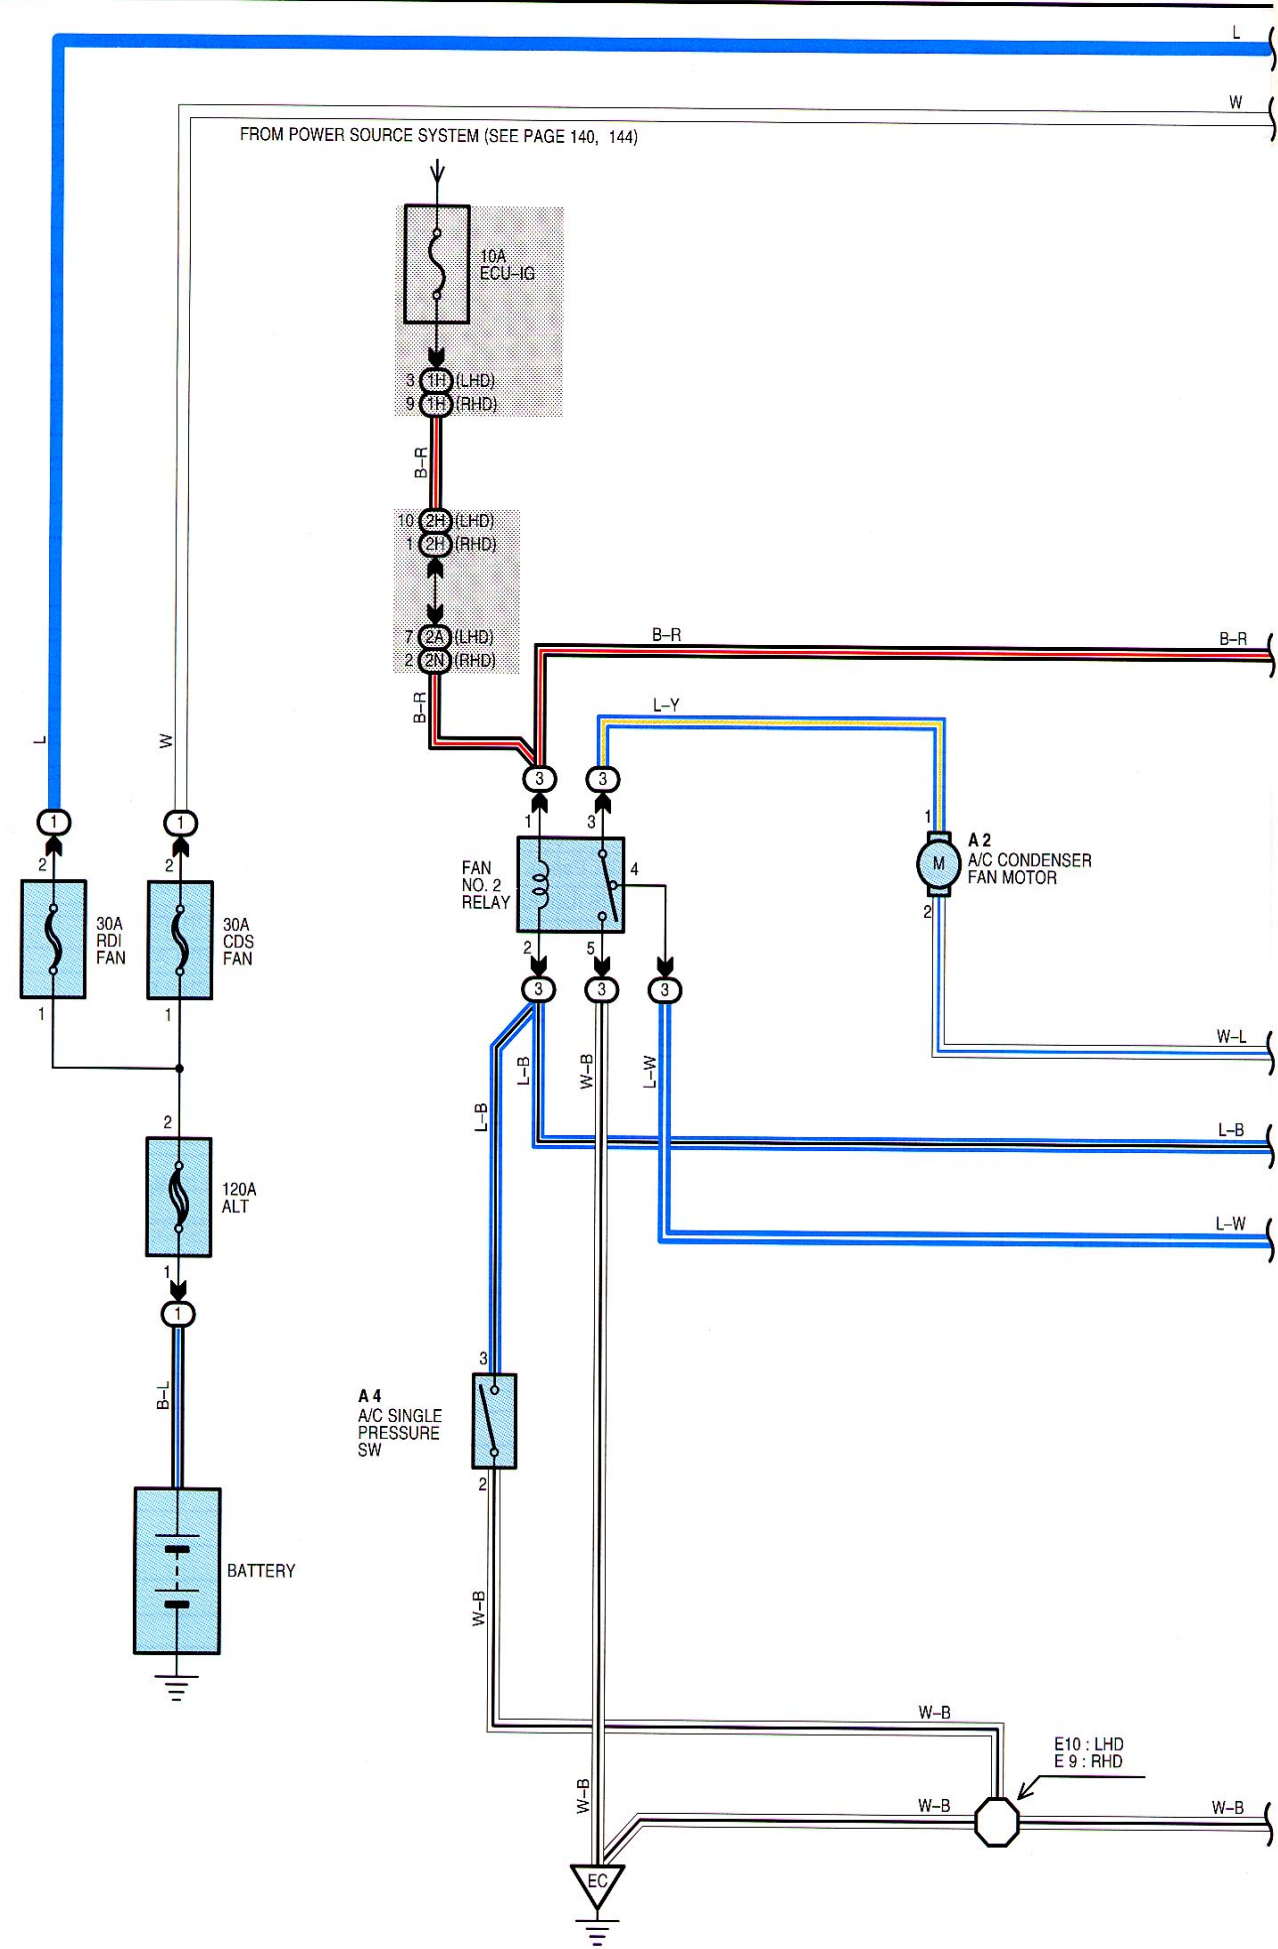 L
W
FROM POWER SOURCE SYSTEM (SEE PAGE 140, 144)
10A
ECU–IG
3 1H (LHD)
9 1H (RHD)
B–R
10 2H (LHD)
1 2H (RHD)
7 2A (LHD)
2 2N (RHD)
B–R
B–R
B–R
L–Y
L
W
3
3
1
1
1
3
1
2
2
A 2
A/C CONDENSER
FAN MOTOR
M
FAN
NO. 2
RELAY
4
30A
RDI
FAN
30A
CDS
FAN
2
2
5
3
3
3
1
1
W–L
L–B
L–B
W–B
L–W
2
L–B
120A
ALT
L–W
1
1
3
B–L
A 4
A/C SINGLE
PRESSURE
SW
2
BATTERY
W–B
W–B
E10 : LHD
E 9 : RHD
W–B
W–B
W–B
EC